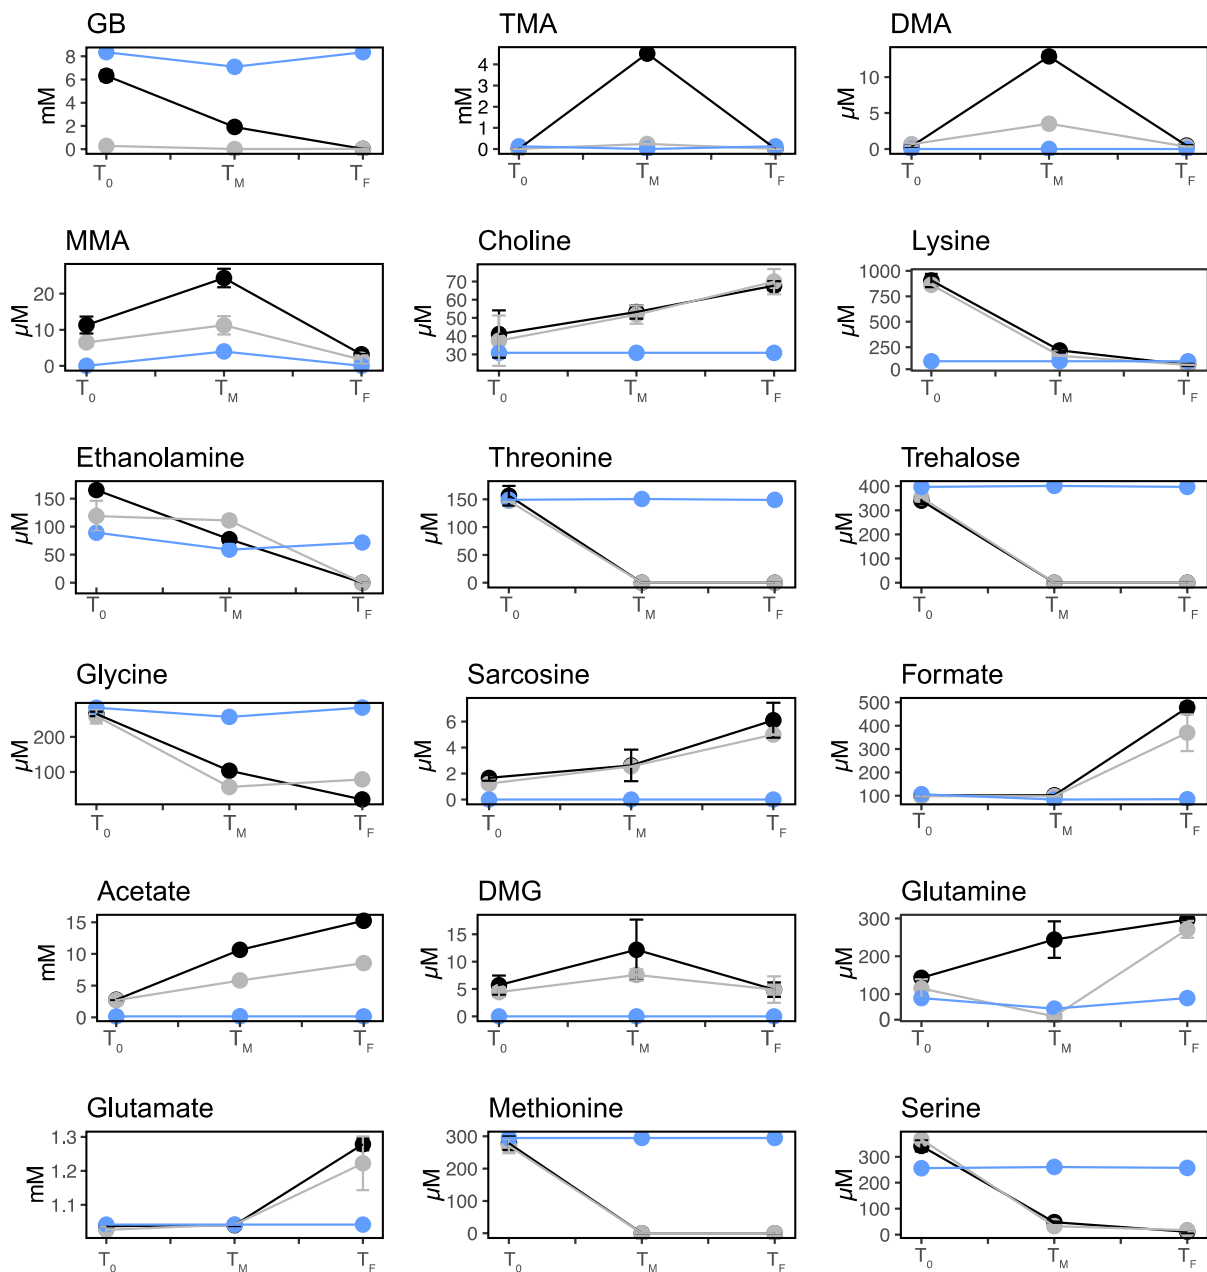 GB TMA DMA
mM 8 6 4 2 0
mM 4 3 2 1 0
µM 10 5 0
T0 TM TF T0 TM TF T0 TM TF
MMA Choline Lysine
µM 20 10 0
µM 70 60 50 40 30
µM 1000 750 500 250 0
T0 TM TF T0 TM TF T0 TM TF
Ethanolamine Threonine Trehalose
µM 150 100 50 0
µM 150 100 50 0
µM 400 300 200 100 0
T0 TM TF T0 TM TF T0 TM TF
Glycine Sarcosine Formate
µM 200 100
µM 6 4 2 0
µM 500 400 300 200 100
T0 TM TF T0 TM TF T0 TM TF
Acetate DMG Glutamine
mM 15 10 5 0
µM 15 10 5 0
µM 300 200 100 0
T0 TM TF T0 TM TF T0 TM TF
Glutamate Methionine Serine
mM 1.3 1.2 1.1
µM 300 200 100 0
µM 300 200 100 0
T0 TM TF T0 TM TF T0 TM TF